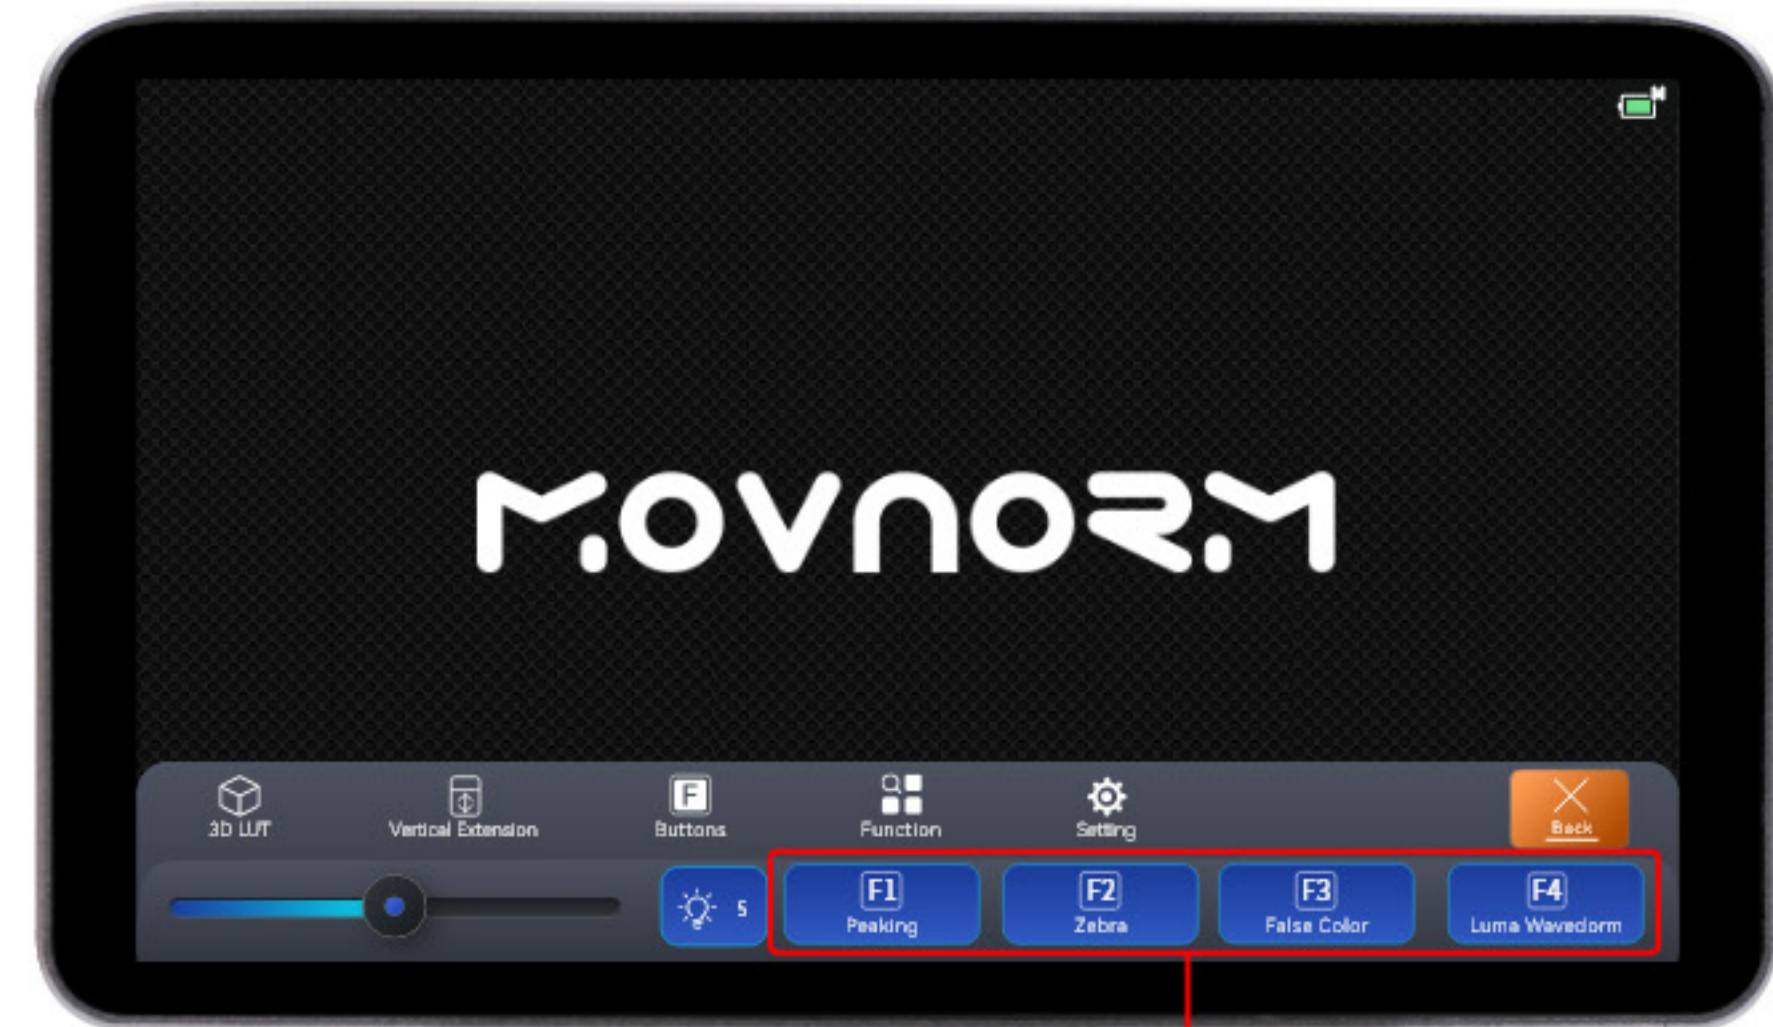 MOVNORM
3D LUT
Vertical Extension
Buttons
Function
Setting
Back
5
F1
Peaking
F2
Zebra
F3
False Color
F4
Luma Wavedorm